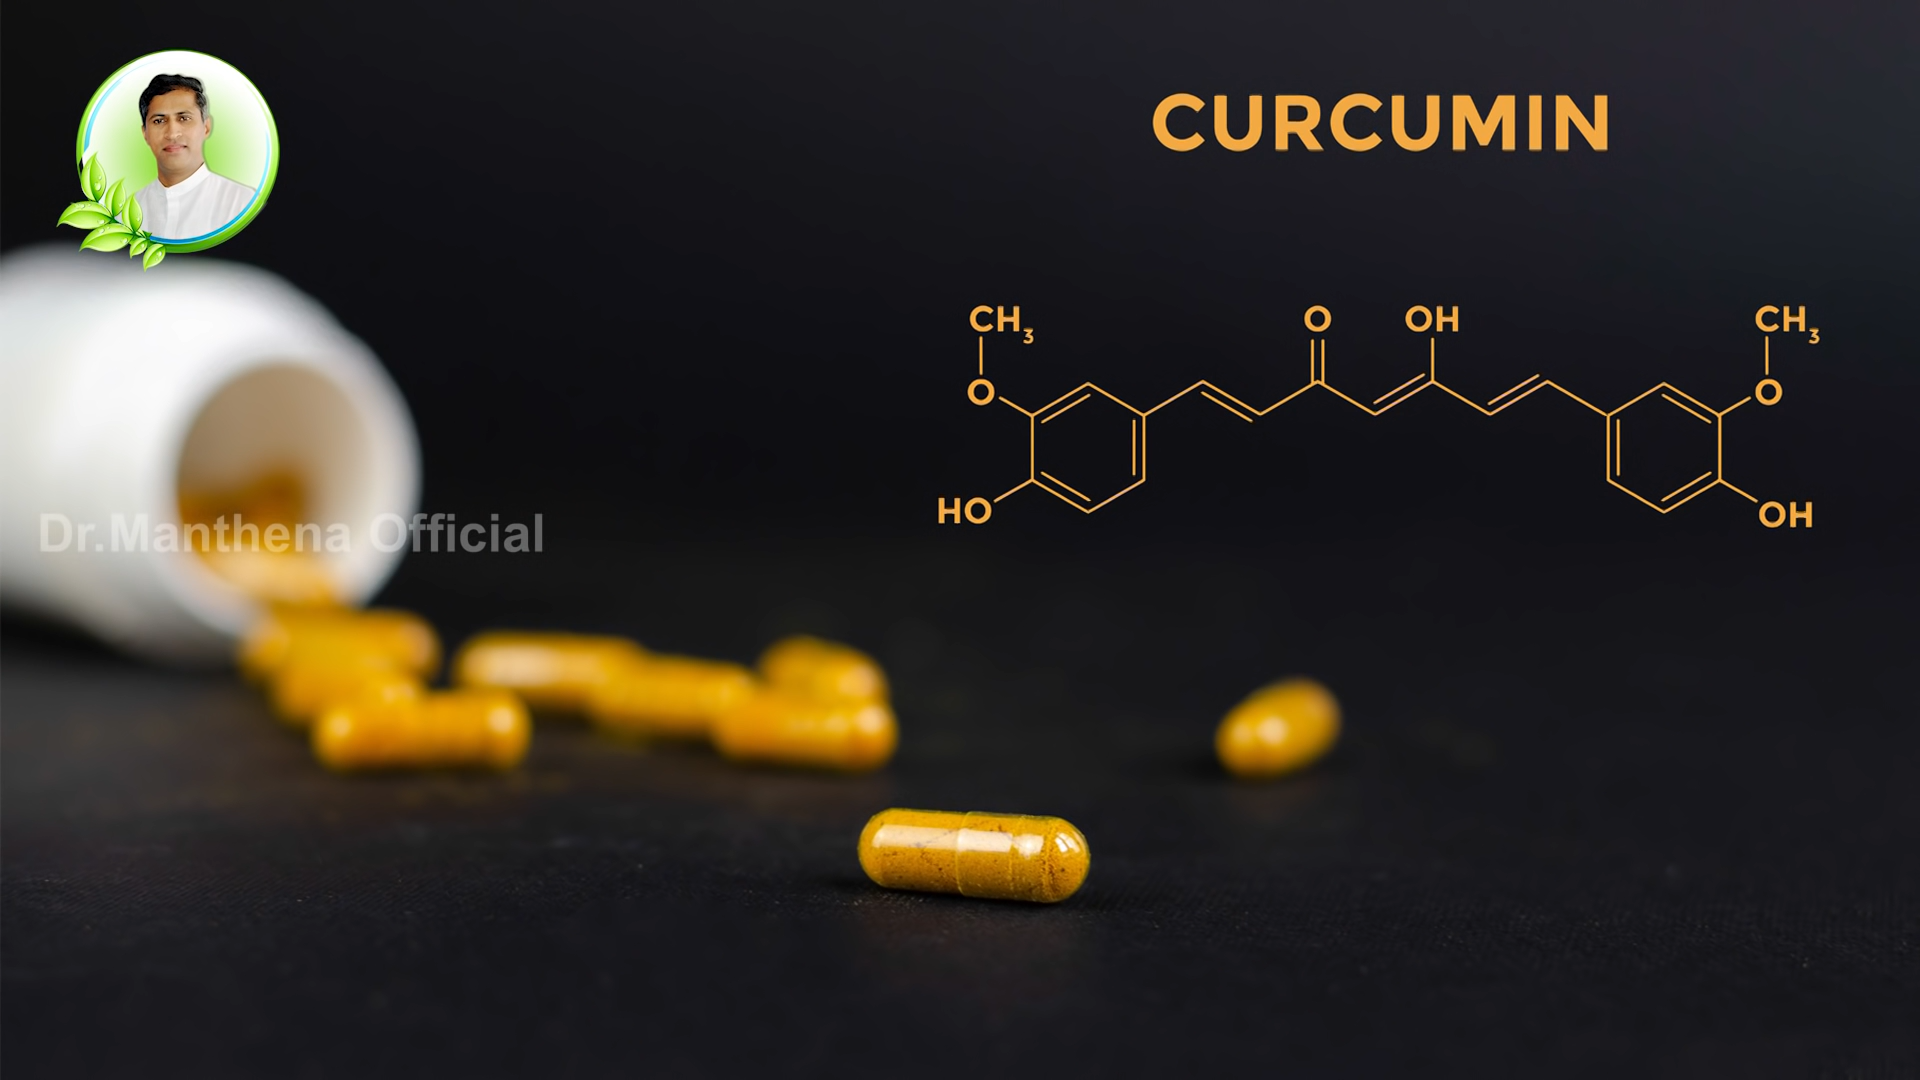 CURCUMIN
CH₃
O
OH
CH₃
O
O
HO
OH
Dr.Manthena Official